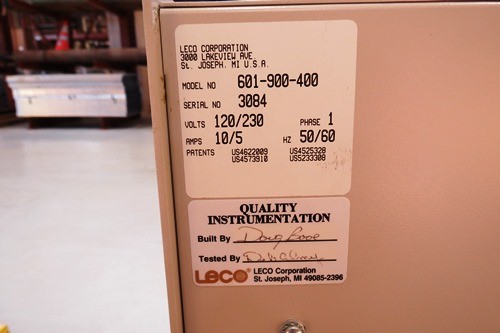 LECO CORPORATION
3000 LAKEVIEW AVE
St. JOSEPH, MI U.S.A.
MODEL NO 601-900-400
SERIAL NO 3084
VOLTS 120/230 PHASE 1
AMPS 10/5 HZ 50/60
PATENTS US4622009 US4525328
US4573910 US5233308
QUALITY
INSTRUMENTATION
Built By Doug Boose
Tested By
LECO® LECO Corporation
St. Joseph, MI 49085-2396